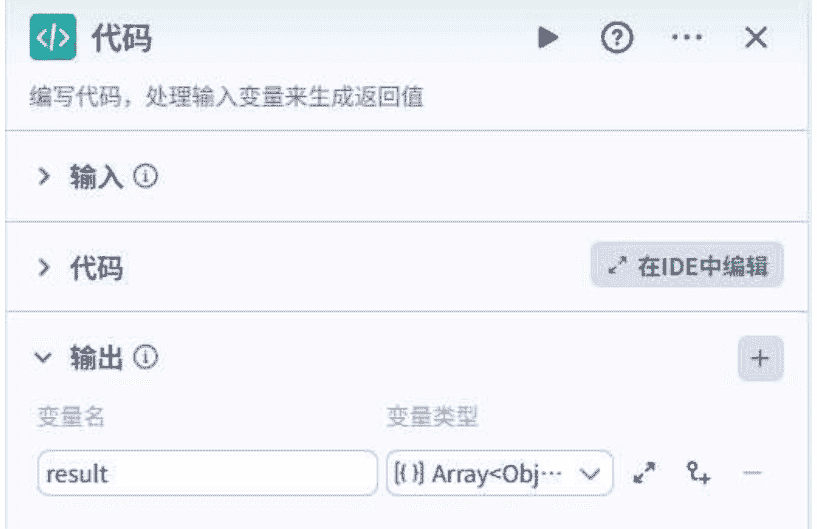 </> 代码
编写代码，处理输入变量来生成返回值
输入
代码 在IDE中编辑
输出
变量名 变量类型
result [()] Array<Obj···